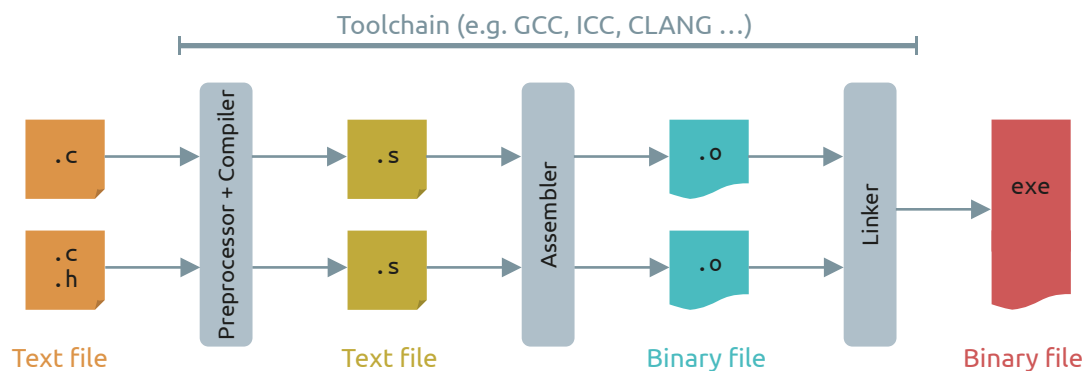 Toolchain (e.g. GCC, ICC, CLANG ...)
Preprocessor + Compiler
Assembler
Linker
.c
.s
.o
exe
.c
.h
.s
.o
Text file
Text file
Binary file
Binary file